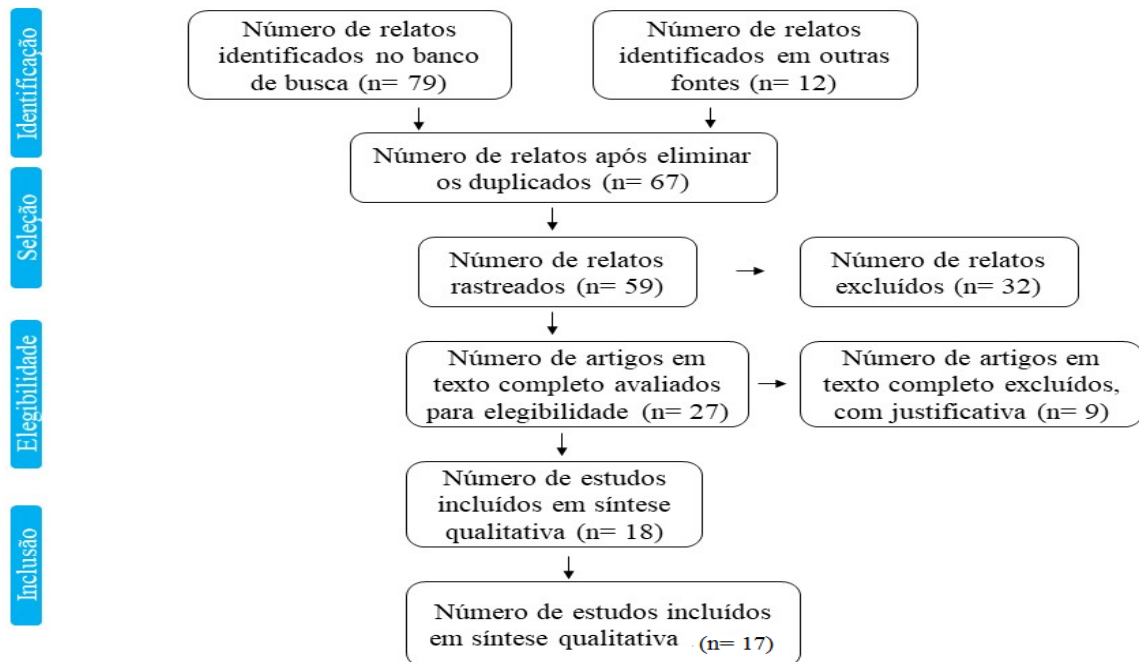 Identificação
Número de relatos
identificados no banco
de busca (n= 79)
Número de relatos
identificados em outras
fontes (n= 12)
Número de relatos após eliminar
os duplicados (n= 67)
Seleção
Número de relatos
rastreados (n= 59)
Número de relatos
excluídos (n= 32)
Elegibilidade
Número de artigos em
texto completo avaliados
para elegibilidade (n= 27)
Número de artigos em
texto completo excluídos,
com justificativa (n= 9)
Número de estudos
incluídos em síntese
qualitativa (n= 18)
Inclusão
Número de estudos incluídos
em síntese qualitativa (n= 17)